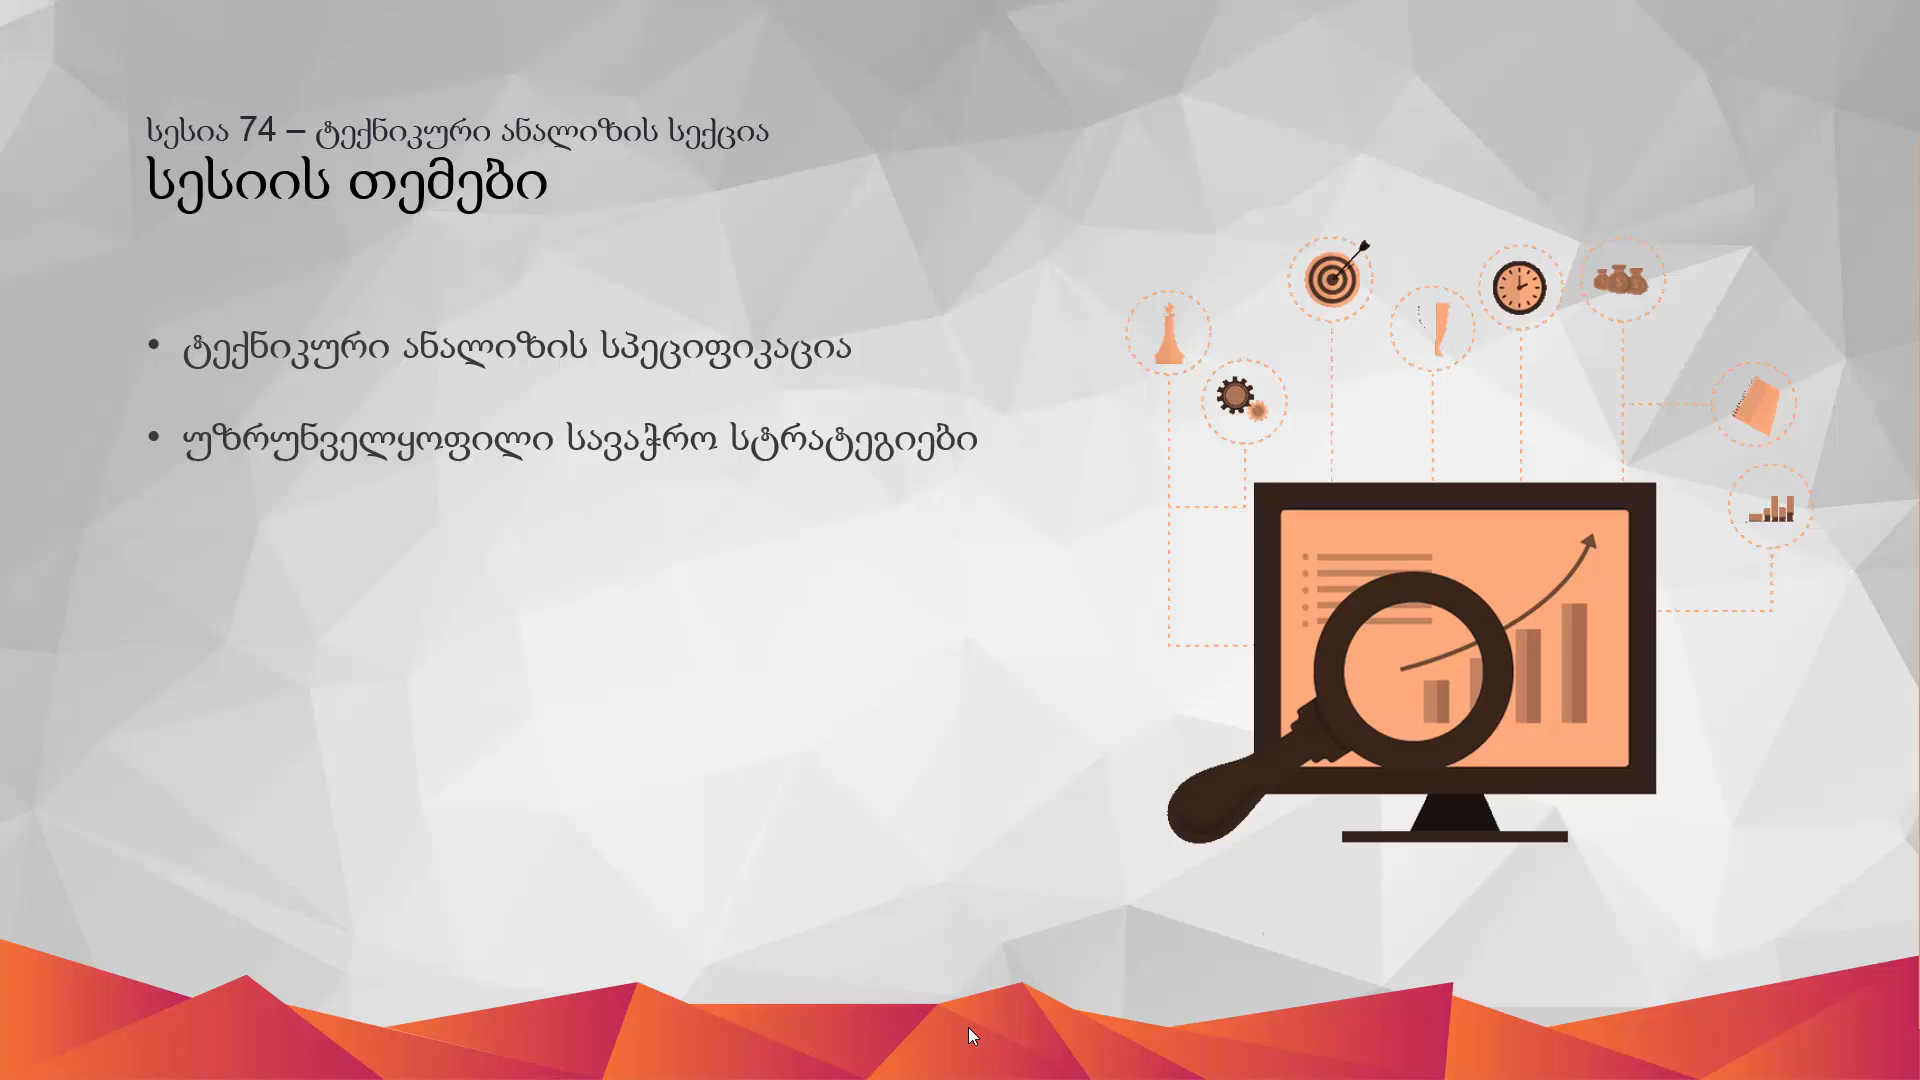 სესია 74 – ტექნიკური ანალიზის სექცია
სესიის თემები
• ტექნიკური ანალიზის სპეციფიკაცია
• უზრუნველყოფილი სავაჭრო სტრატეგიები